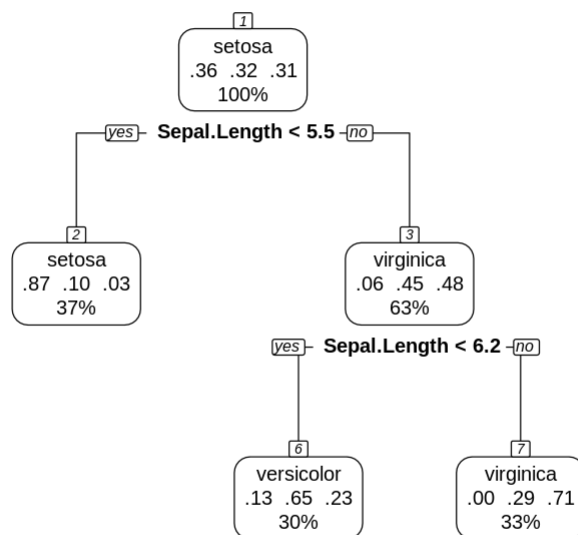 1
setosa
.36 .32 .31
100%
yes Sepal.Length < 5.5 no
2
setosa
.87 .10 .03
37%
3
virginica
.06 .45 .48
63%
yes Sepal.Length < 6.2 no
6
versicolor
.13 .65 .23
30%
7
virginica
.00 .29 .71
33%